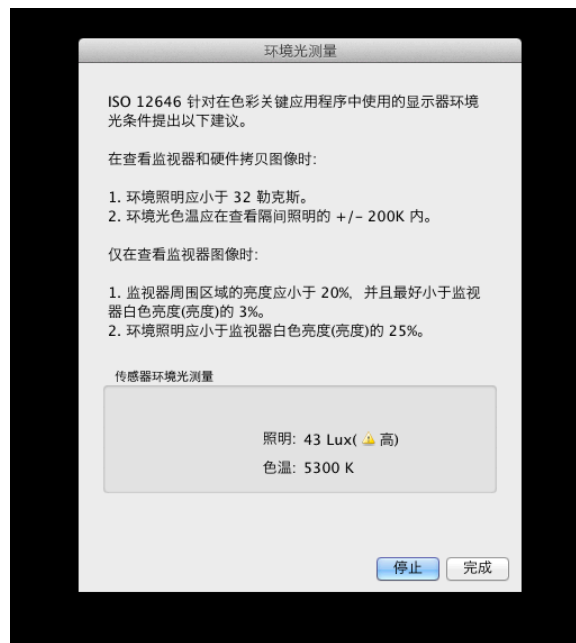 环境光测量
ISO 12646 针对在色彩关键应用程序中使用的显示器环境
光条件提出以下建议。
在查看监视器和硬件拷贝图像时:
1. 环境照明应小于 32 勒克斯。
2. 环境光色温应在查看隔间照明的 +/- 200K 内。
仅在查看监视器图像时:
1. 监视器周围区域的亮度应小于 20%, 并且最好小于监视
器白色亮度(亮度)的 3%。
2. 环境照明应小于监视器白色亮度(亮度)的 25%。
传感器环境光测量
照明: 43 Lux( 高)
色温: 5300 K
停止 完成